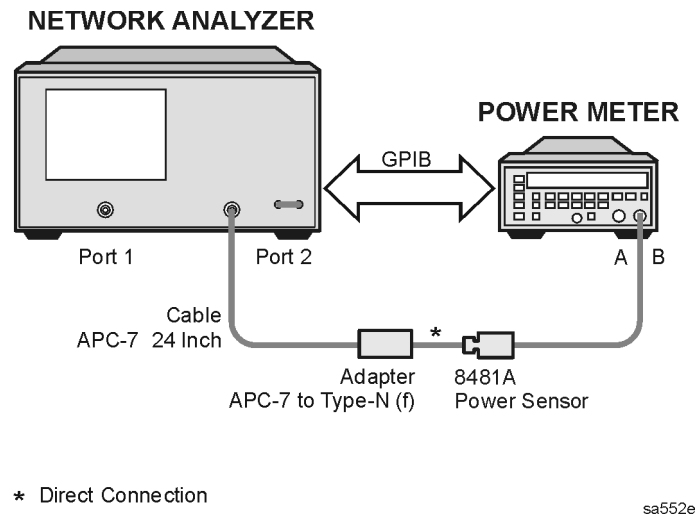 NETWORK ANALYZER
POWER METER
GPIB
Port 1
Port 2
A
B
Cable
APC-7 24 Inch
*
Adapter
APC-7 to Type-N (f)
8481A
Power Sensor
* Direct Connection
sa552e